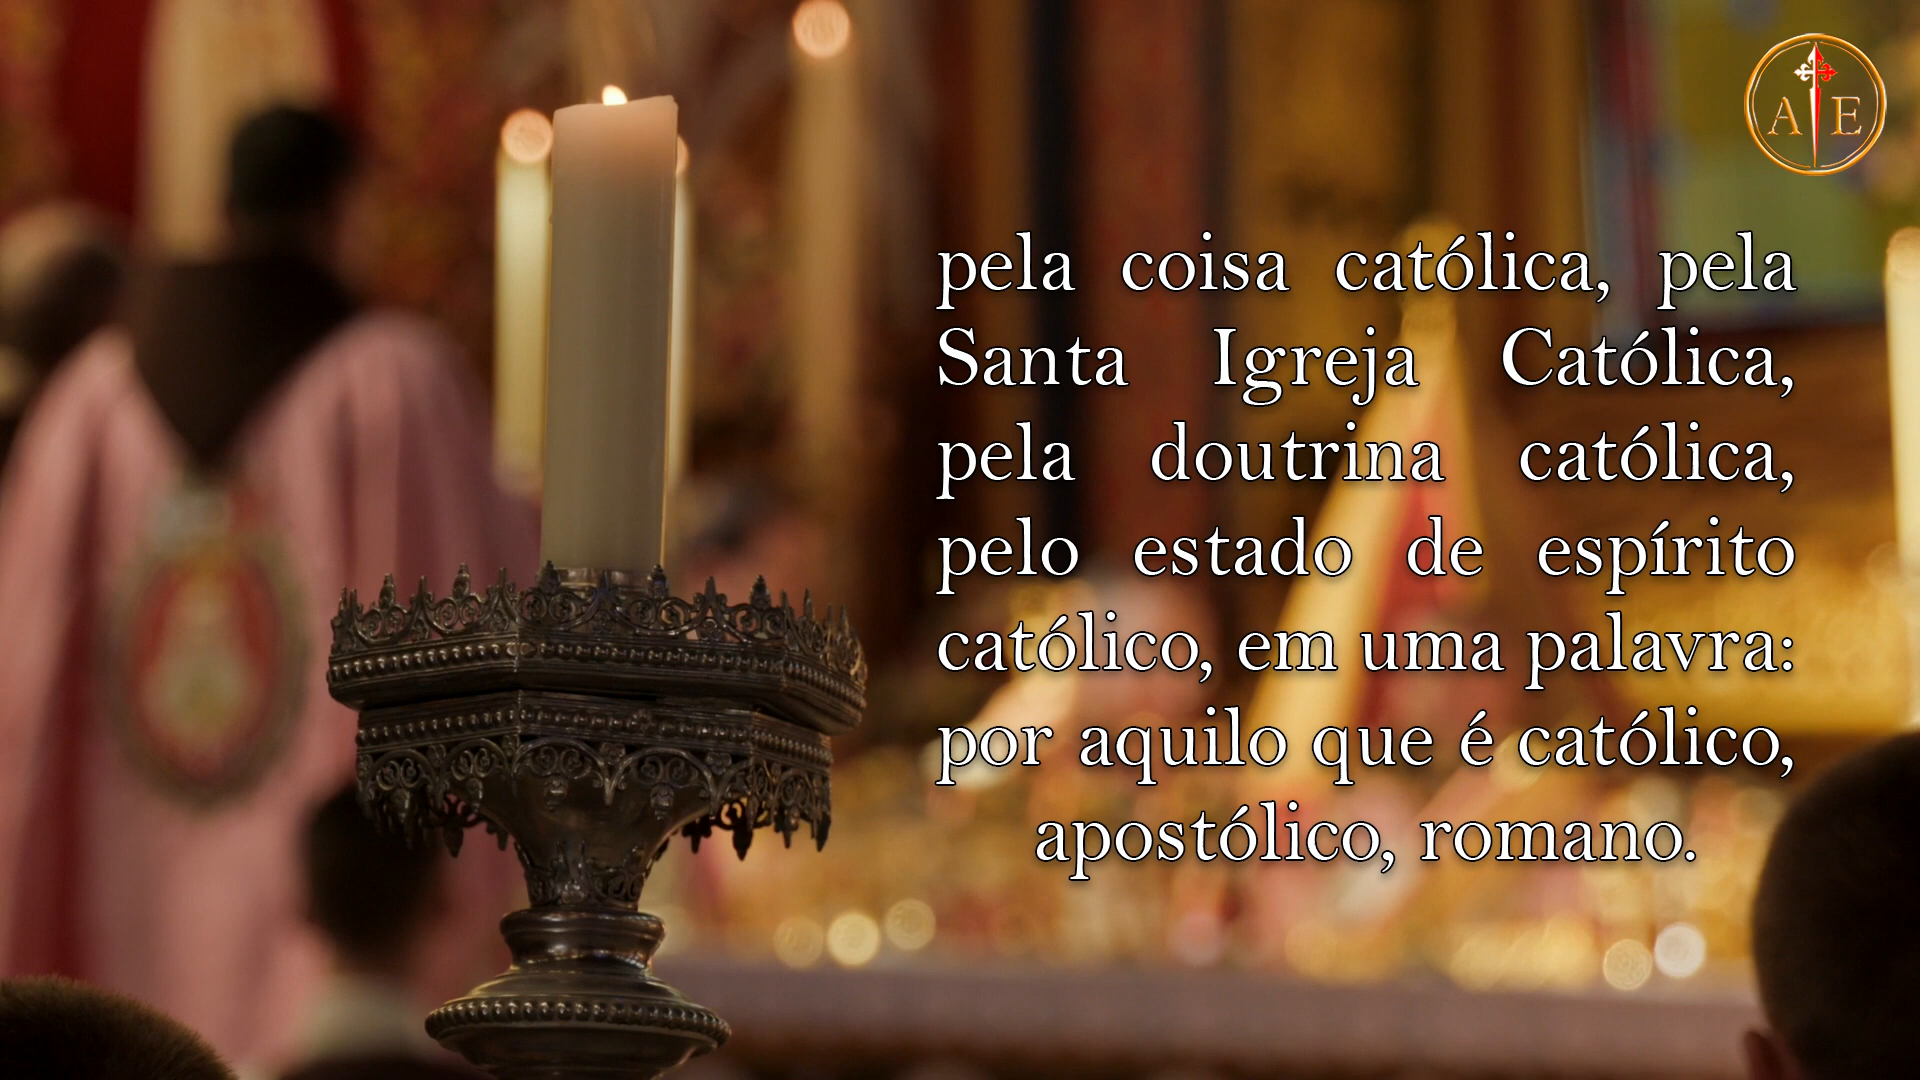 A E
pela coisa católica, pela
Santa Igreja Católica,
pela doutrina católica,
pelo estado de espírito
católico, em uma palavra:
por aquilo que é católico,
apostólico, romano.